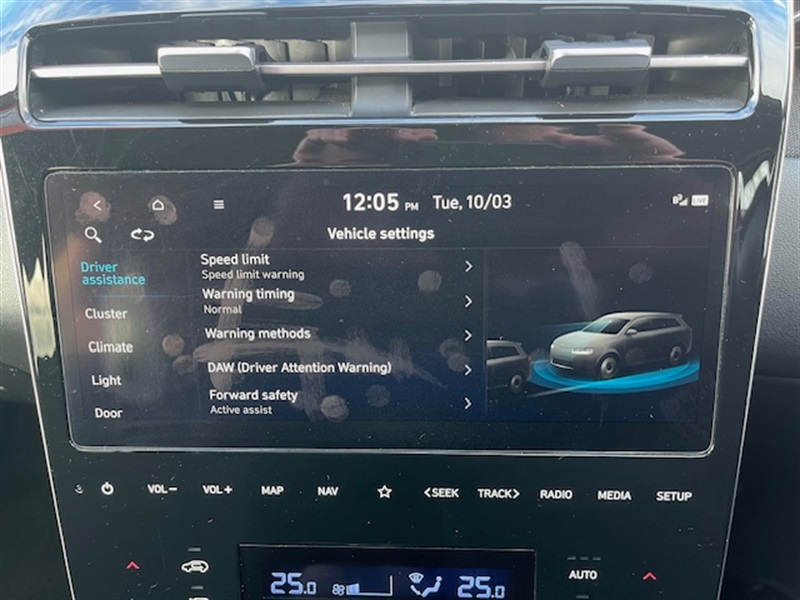 12:05 PM Tue, 10/03
LIVE
Vehicle settings
Driver
assistance
Cluster
Climate
Light
Door
Speed limit
Speed limit warning
Warning timing
Normal
Warning methods
DAW (Driver Attention Warning)
Forward safety
Active assist
VOL− VOL+ MAP NAV <SEEK TRACK> RADIO MEDIA SETUP
25.0 25.0 AUTO